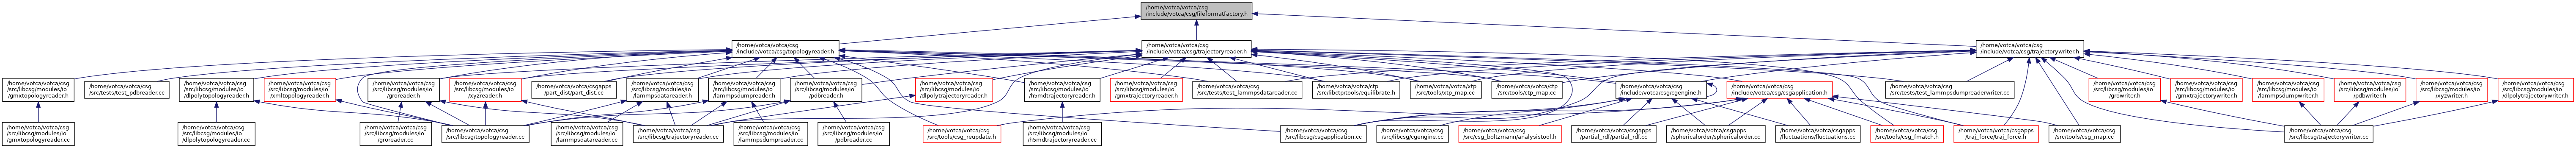 /home/votca/votca/csg
/include/votca/csg/fileformatfactory.h
/home/votca/votca/csg
/include/votca/csg/topologyreader.h
/home/votca/votca/csg
/include/votca/csg/trajectoryreader.h
/home/votca/votca/csg
/include/votca/csg/trajectorywriter.h
/home/votca/votca/csg
/src/libcsg/modules/io
/gmxtopologyreader.h
/home/votca/votca/csg
/src/tests/test_pdbreader.cc
/home/votca/votca/csg
/src/libcsg/modules/io
/dlpolytopologyreader.h
/home/votca/votca/csg
/src/libcsg/modules/io
/xmltopologyreader.h
/home/votca/votca/csg
/src/libcsg/modules/io
/groreader.h
/home/votca/votca/csg
/src/libcsg/modules/io
/xyzreader.h
/home/votca/votca/csgapps
/part_dist/part_dist.cc
/home/votca/votca/csg
/src/libcsg/modules/io
/lammpsdatareader.h
/home/votca/votca/csg
/src/libcsg/modules/io
/lammpsdumpreader.h
/home/votca/votca/csg
/src/libcsg/modules/io
/pdbreader.h
/home/votca/votca/csg
/src/libcsg/modules/io
/dlpolytrajectoryreader.h
/home/votca/votca/csg
/src/libcsg/modules/io
/h5mdtrajectoryreader.h
/home/votca/votca/csg
/src/libcsg/modules/io
/gmxtrajectoryreader.h
/home/votca/votca/csg
/src/tests/test_lammpsdatareader.cc
/home/votca/votca/ctp
/src/libctp/tools/equilibrate.h
/home/votca/votca/xtp
/src/tools/xtp_map.cc
/home/votca/votca/ctp
/src/tools/ctp_map.cc
/home/votca/votca/csg
/include/votca/csg/cgengine.h
/home/votca/votca/csg
/include/votca/csg/csgapplication.h
/home/votca/votca/csg
/src/tests/test_lammpsdumpreaderwriter.cc
/home/votca/votca/csg
/src/libcsg/modules/io
/growriter.h
/home/votca/votca/csg
/src/libcsg/modules/io
/gmxtrajectorywriter.h
/home/votca/votca/csg
/src/libcsg/modules/io
/lammpsdumpwriter.h
/home/votca/votca/csg
/src/libcsg/modules/io
/pdbwriter.h
/home/votca/votca/csg
/src/libcsg/modules/io
/xyzwriter.h
/home/votca/votca/csg
/src/libcsg/modules/io
/dlpolytrajectorywriter.h
/home/votca/votca/csg
/src/libcsg/modules/io
/gmxtopologyreader.cc
/home/votca/votca/csg
/src/libcsg/modules/io
/dlpolytopologyreader.cc
/home/votca/votca/csg
/src/libcsg/modules/io
/groreader.cc
/home/votca/votca/csg
/src/libcsg/topologyreader.cc
/home/votca/votca/csg
/src/libcsg/modules/io
/lammpsdatareader.cc
/home/votca/votca/csg
/src/libcsg/trajectoryreader.cc
/home/votca/votca/csg
/src/libcsg/modules/io
/lammpsdumpreader.cc
/home/votca/votca/csg
/src/libcsg/modules/io
/pdbreader.cc
/home/votca/votca/csg
/src/tools/csg_reupdate.h
/home/votca/votca/csg
/src/libcsg/modules/io
/h5mdtrajectoryreader.cc
/home/votca/votca/csg
/src/libcsg/csgapplication.cc
/home/votca/votca/csg
/src/libcsg/cgengine.cc
/home/votca/votca/csg
/src/csg_boltzmann/analysistool.h
/home/votca/votca/csgapps
/partial_rdf/partial_rdf.cc
/home/votca/votca/csgapps
/sphericalorder/sphericalorder.cc
/home/votca/votca/csgapps
/fluctuations/fluctuations.cc
/home/votca/votca/csg
/src/tools/csg_fmatch.h
/home/votca/votca/csgapps
/traj_force/traj_force.h
/home/votca/votca/csg
/src/tools/csg_map.cc
/home/votca/votca/csg
/src/libcsg/trajectorywriter.cc